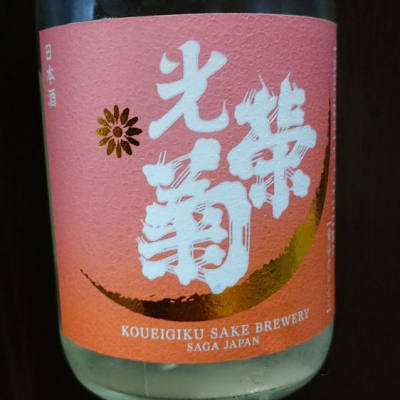 日本酒
光栄菊
KOUEIGIKU SAKE BREWERY
SAGA JAPAN